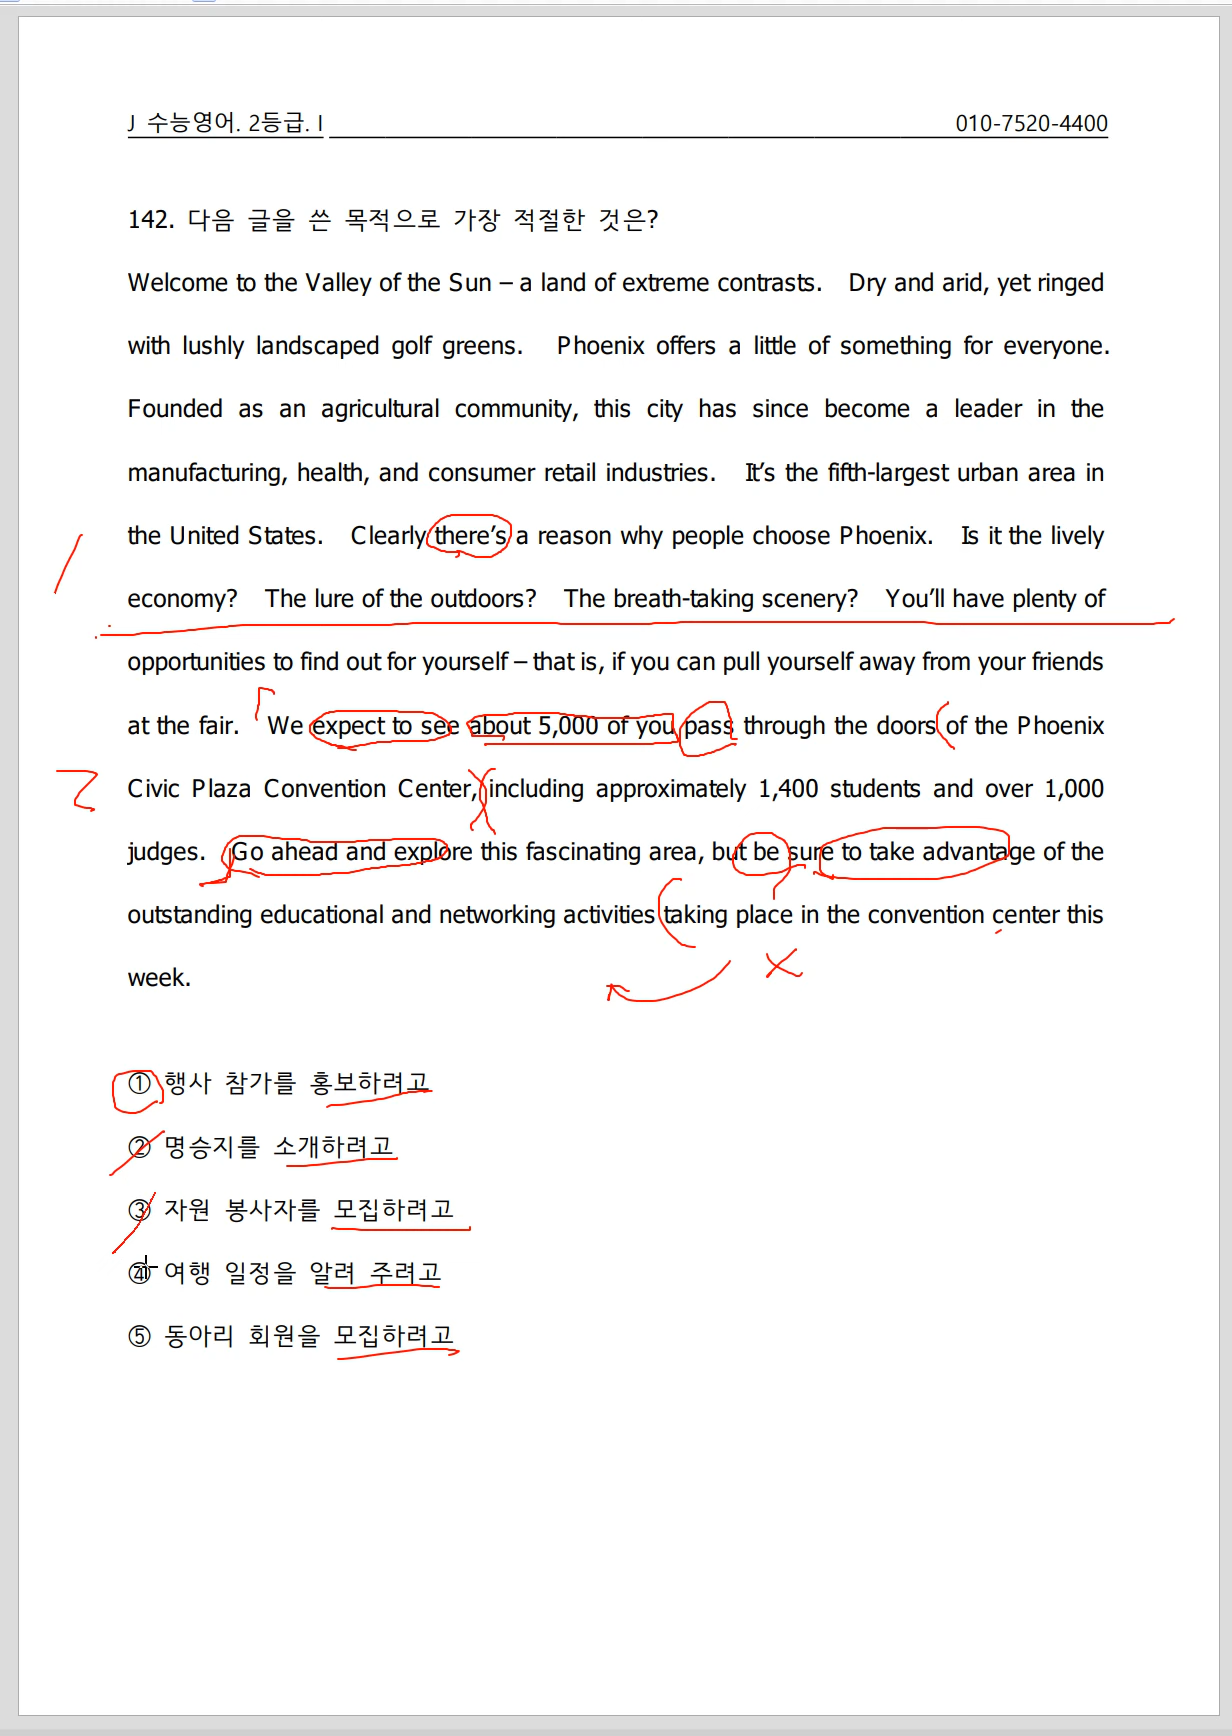 J 수능영어. 2등급. I 010-7520-4400
142. 다음 글을 쓴 목적으로 가장 적절한 것은?
Welcome to the Valley of the Sun – a land of extreme contrasts. Dry and arid, yet ringed
with lushly landscaped golf greens. Phoenix offers a little of something for everyone.
Founded as an agricultural community, this city has since become a leader in the
manufacturing, health, and consumer retail industries. It’s the fifth-largest urban area in
the United States. Clearly there’s a reason why people choose Phoenix. Is it the lively
economy? The lure of the outdoors? The breath-taking scenery? You’ll have plenty of
opportunities to find out for yourself – that is, if you can pull yourself away from your friends
at the fair. We expect to see about 5,000 of you pass through the doors of the Phoenix
Civic Plaza Convention Center, including approximately 1,400 students and over 1,000
judges. Go ahead and explore this fascinating area, but be sure to take advantage of the
outstanding educational and networking activities taking place in the convention center this
week.
① 행사 참가를 홍보하려고
② 명승지를 소개하려고
③ 자원 봉사자를 모집하려고
④ 여행 일정을 알려 주려고
⑤ 동아리 회원을 모집하려고